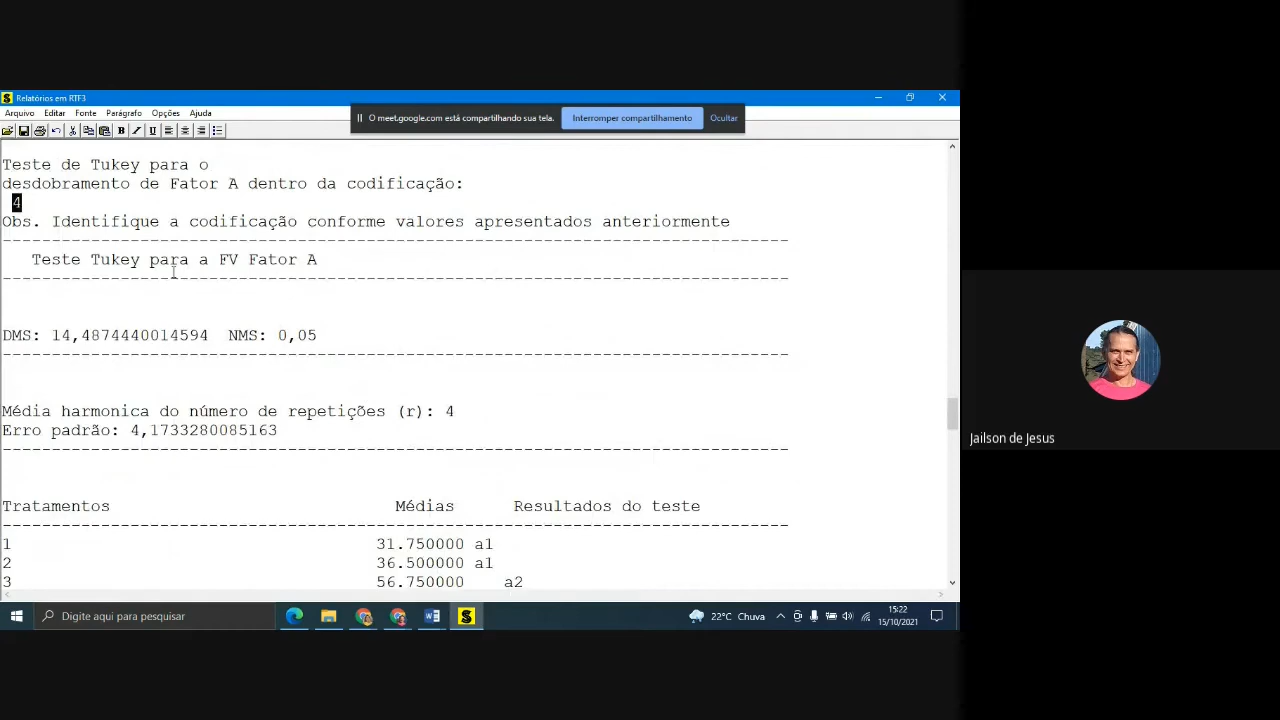 Relatórios em RTF3
Arquivo Editar Fonte Parágrafo Opções Ajuda
O meet.google.com está compartilhando sua tela. Interromper compartilhamento Ocultar
B I U
Teste de Tukey para o
desdobramento de Fator A dentro da codificação:
4
Obs. Identifique a codificação conforme valores apresentados anteriormente
--------------------------------------------------------------------------------
Teste Tukey para a FV Fator A
--------------------------------------------------------------------------------
DMS: 14,4874440014594 NMS: 0,05
--------------------------------------------------------------------------------
Média harmonica do número de repetições (r): 4
Erro padrão: 4,1733280085163
--------------------------------------------------------------------------------
Tratamentos Médias Resultados do teste
--------------------------------------------------------------------------------
1 31.750000 a1
2 36.500000 a1
3 56.750000 a2
Jailson de Jesus
Digite aqui para pesquisar
22°C Chuva
15:22
15/10/2021